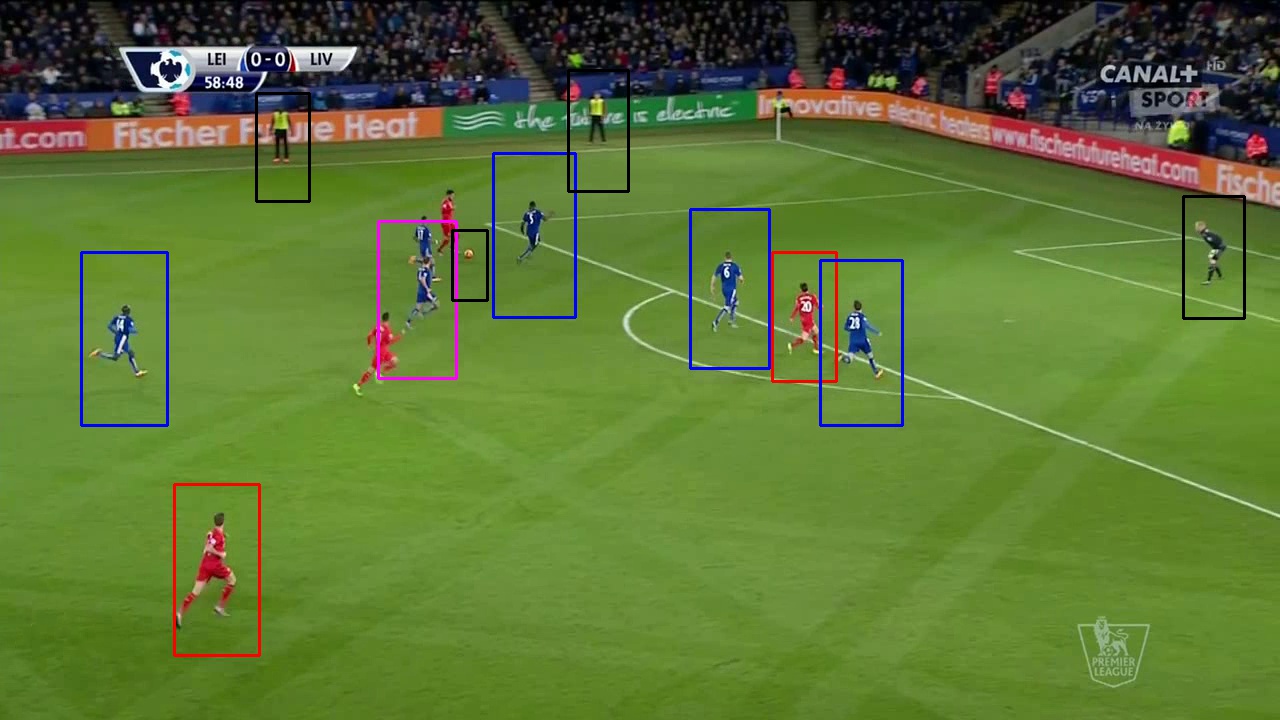 LEI 0-0 LIV
58:48
CANAL+ HD
SPORT
NA ŻYWO
t.com
Fischer Future Heat
the future is electric
Innovative electric heaters
www.fischerfutureheat.com
Fische
14
5
6
20
28
PREMIER
LEAGUE